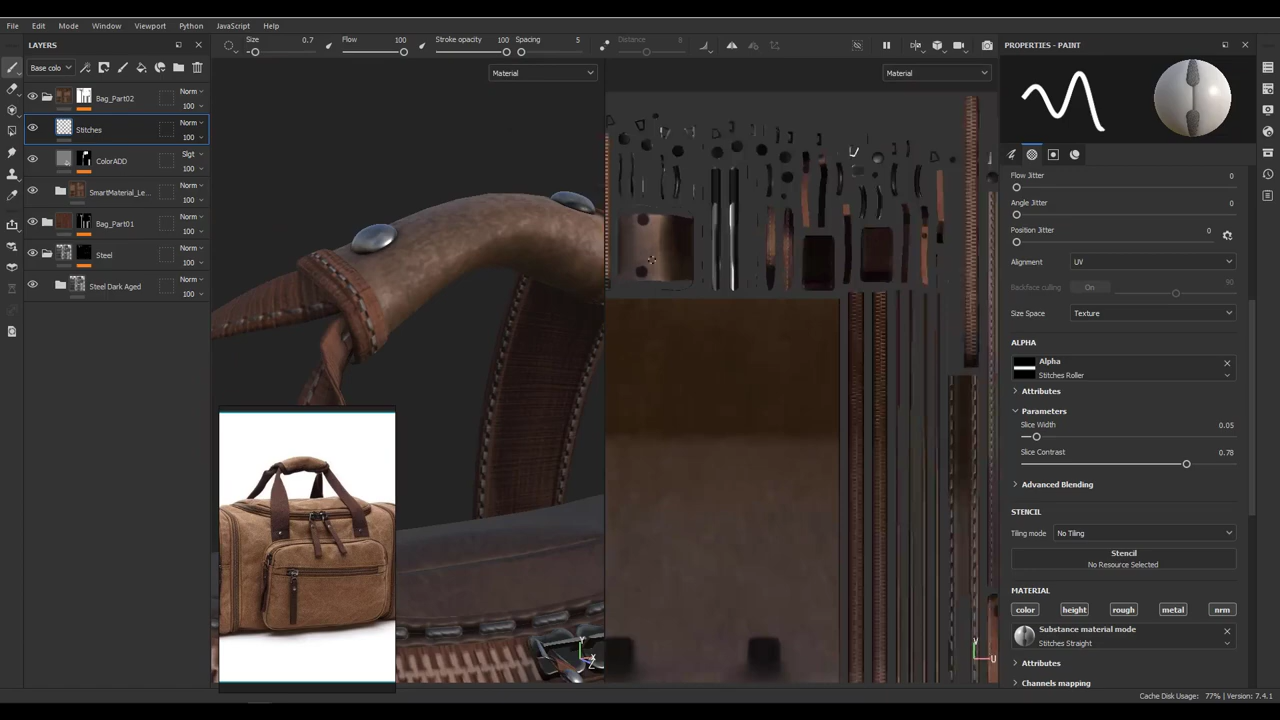 File Edit Mode Window Viewport Python JavaScript Help
LAYERS
Size 0.7 Flow 100 Stroke opacity 100 Spacing 5 Distance 8
Base colo
Material
Material
Bag_Part02 Norm 100
Stitches Norm 100
ColorADD Slgt 100
SmartMaterial_Le... Norm 100
Bag_Part01 Norm 100
Steel Norm 100
Steel Dark Aged Norm 100
Y
Z
V
U
PROPERTIES - PAINT
Flow Jitter 0
Angle Jitter 0
Position Jitter 0
Alignment UV
Backface culling On 90
Size Space Texture
ALPHA
Alpha
Stitches Roller
Attributes
Parameters
Slice Width 0.05
Slice Contrast 0.78
Advanced Blending
STENCIL
Tiling mode No Tiling
Stencil
No Resource Selected
MATERIAL
color height rough metal nrm
Substance material mode
Stitches Straight
Attributes
Channels mapping
Cache Disk Usage: 77% | Version: 7.4.1